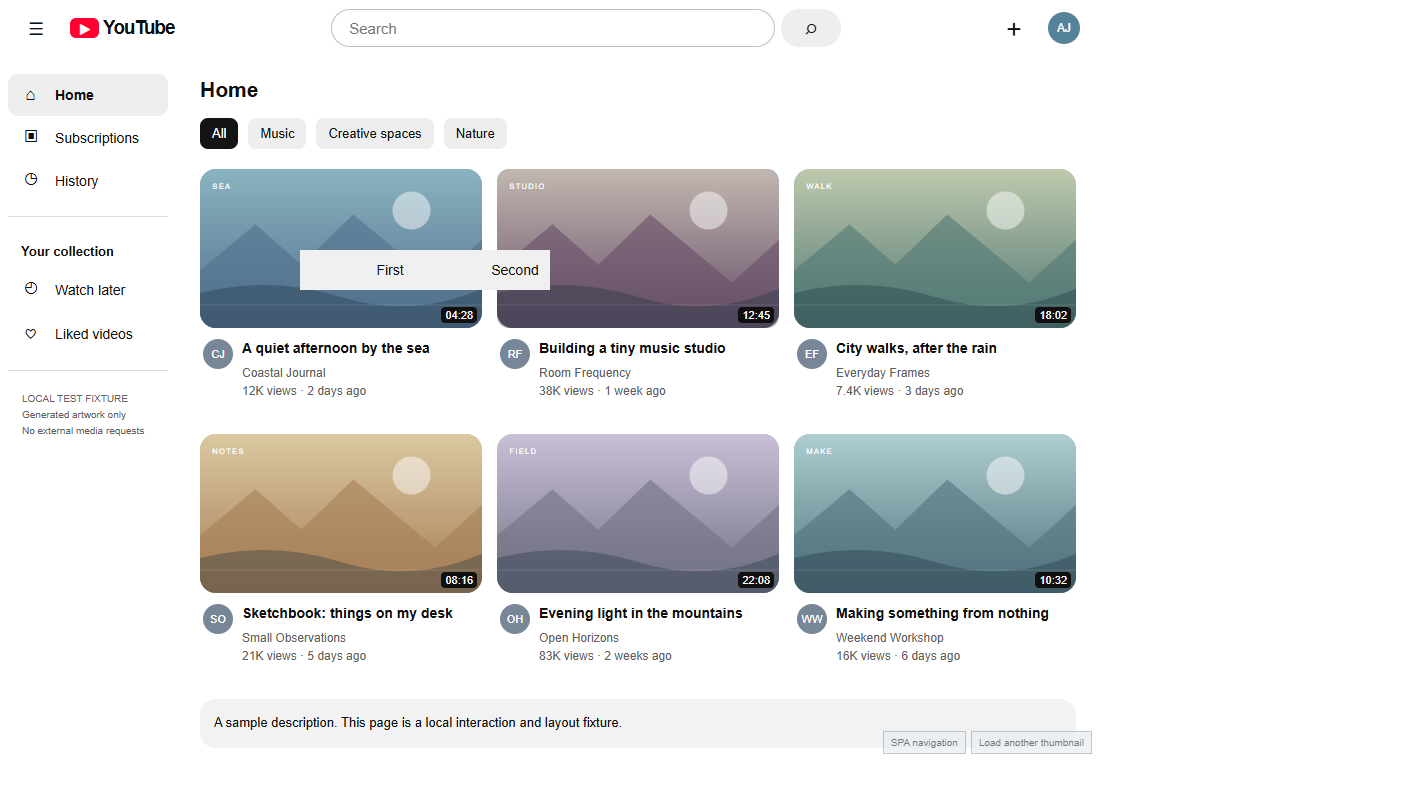 YouTube
Search
AJ
Home
Subscriptions
History
Your collection
Watch later
Liked videos
LOCAL TEST FIXTURE
Generated artwork only
No external media requests
Home
All Music Creative spaces Nature
SEA STUDIO WALK
First Second
04:28 12:45 18:02
CJ A quiet afternoon by the sea
Coastal Journal
12K views · 2 days ago
RF Building a tiny music studio
Room Frequency
38K views · 1 week ago
EF City walks, after the rain
Everyday Frames
7.4K views · 3 days ago
NOTES FIELD MAKE
08:16 22:08 10:32
SO Sketchbook: things on my desk
Small Observations
21K views · 5 days ago
OH Evening light in the mountains
Open Horizons
83K views · 2 weeks ago
WW Making something from nothing
Weekend Workshop
16K views · 6 days ago
A sample description. This page is a local interaction and layout fixture.
SPA navigation Load another thumbnail